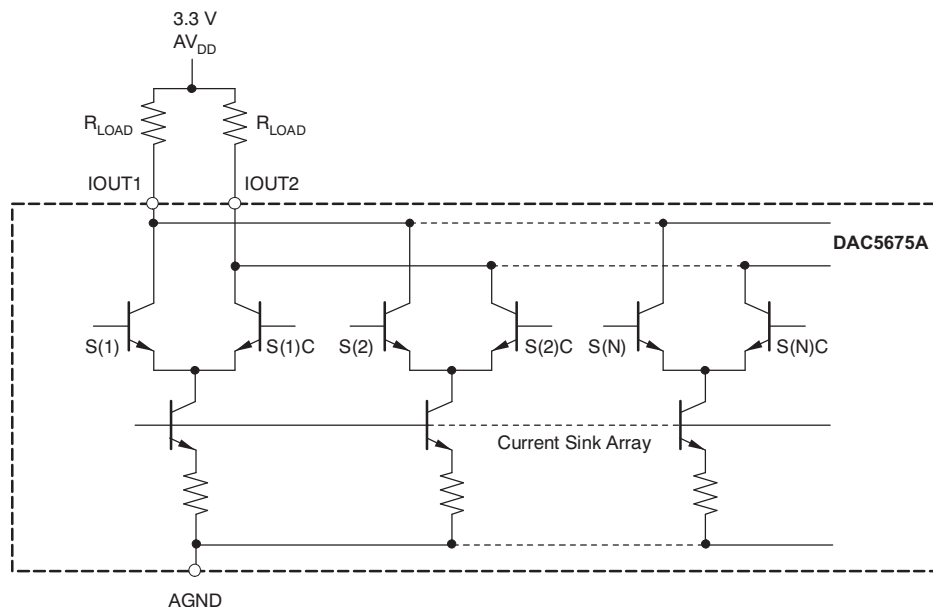 3.3 V
AV_DD
R_LOAD
R_LOAD
IOUT1
IOUT2
DAC5675A
S(1)
S(1)C
S(2)
S(2)C
S(N)
S(N)C
Current Sink Array
AGND